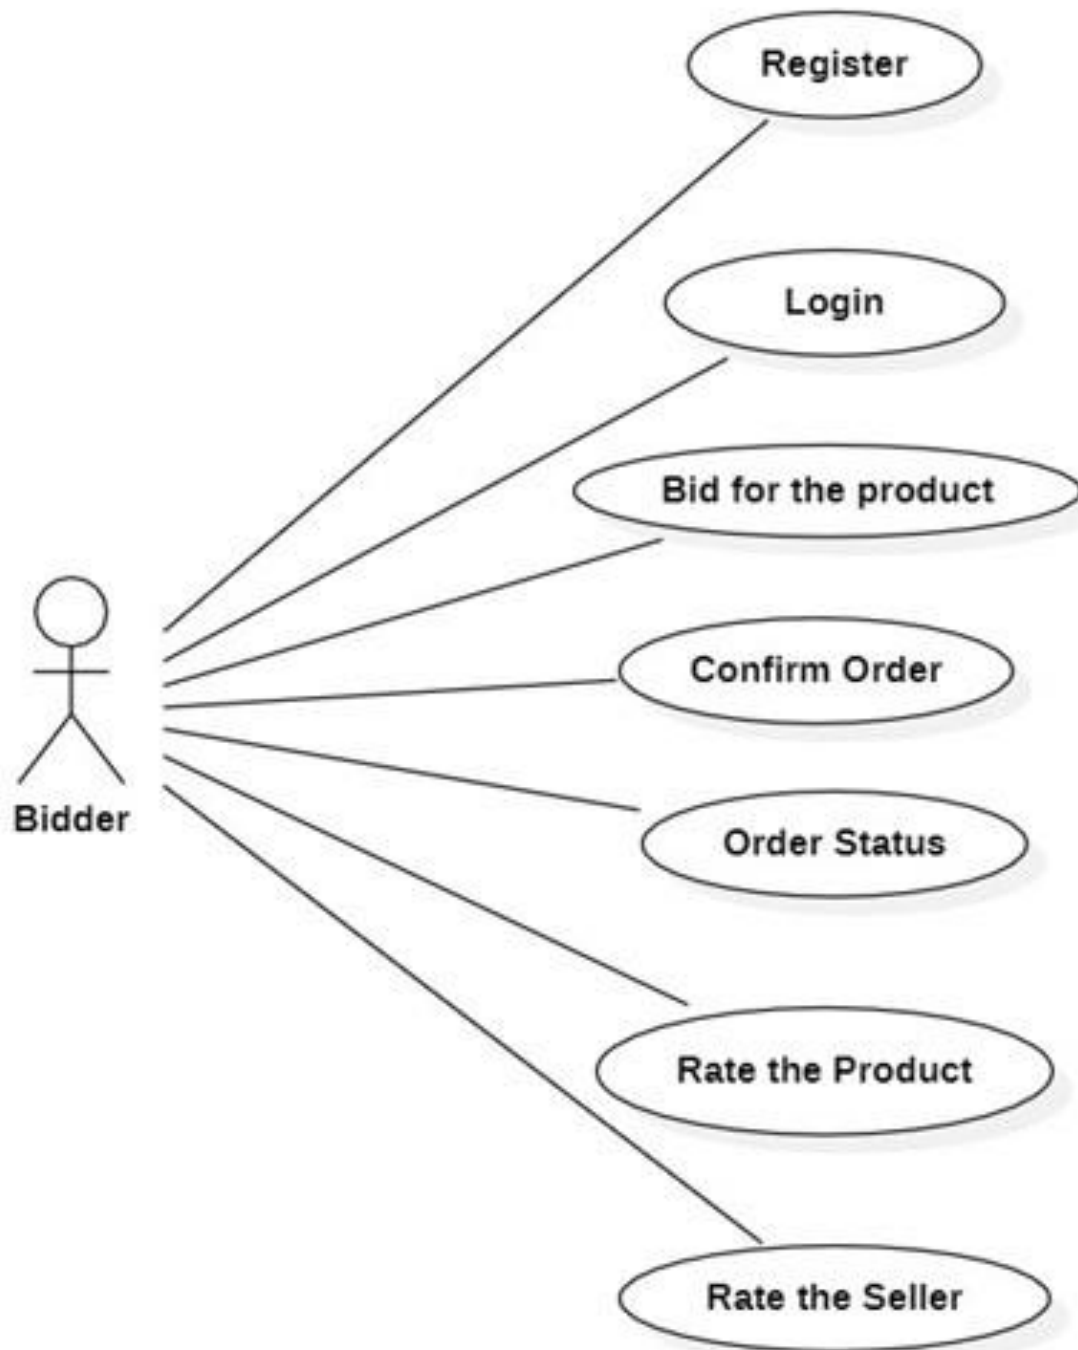 Register
Login
Bid for the product
Confirm Order
Bidder
Order Status
Rate the Product
Rate the Seller